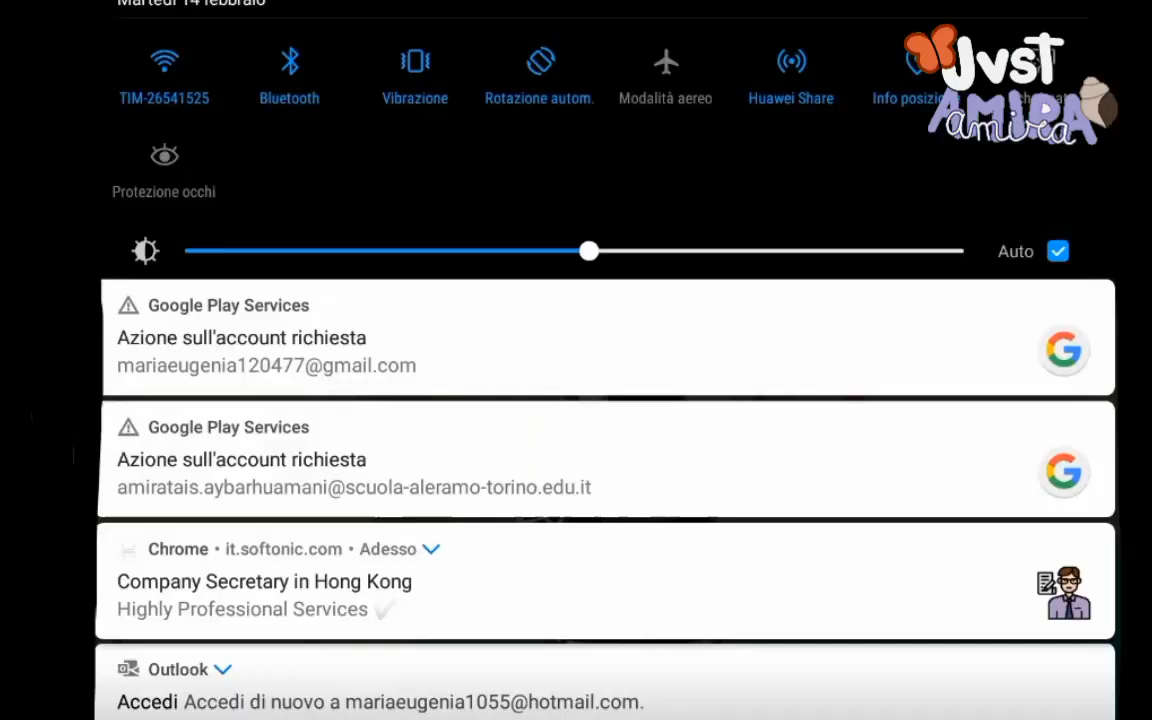 Martedì 14 febbraio
TIM-26541525
Bluetooth
Vibrazione
Rotazione autom.
Modalità aereo
Huawei Share
Info posizio
Jvst
AMIRA
amirea
Protezione occhi
Auto
Google Play Services
Azione sull'account richiesta
mariaeugenia120477@gmail.com
Google Play Services
Azione sull'account richiesta
amiratais.aybarhuamani@scuola-aleramo-torino.edu.it
Chrome • it.softonic.com • Adesso
Company Secretary in Hong Kong
Highly Professional Services
Outlook
Accedi Accedi di nuovo a mariaeugenia1055@hotmail.com.